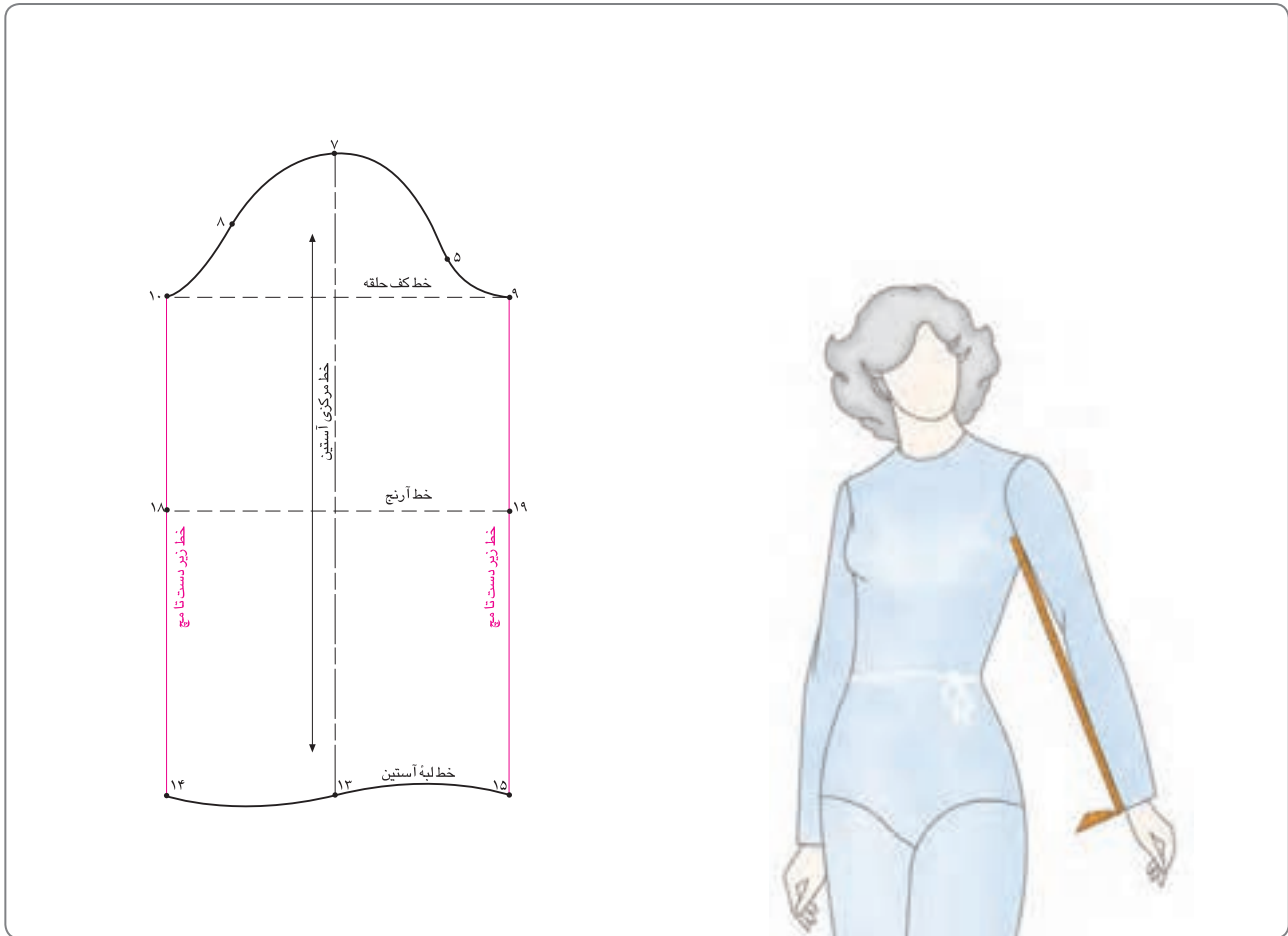 ۷
۸
۵
خط کف حلقه
۱۰
۹
خط مرکزی آستین
خط آرنج
۱۸
۱۹
خط زیر دست تا مچ
خط زیر دست تا مچ
خط لبهٔ آستین
۱۴
۱۳
۱۵